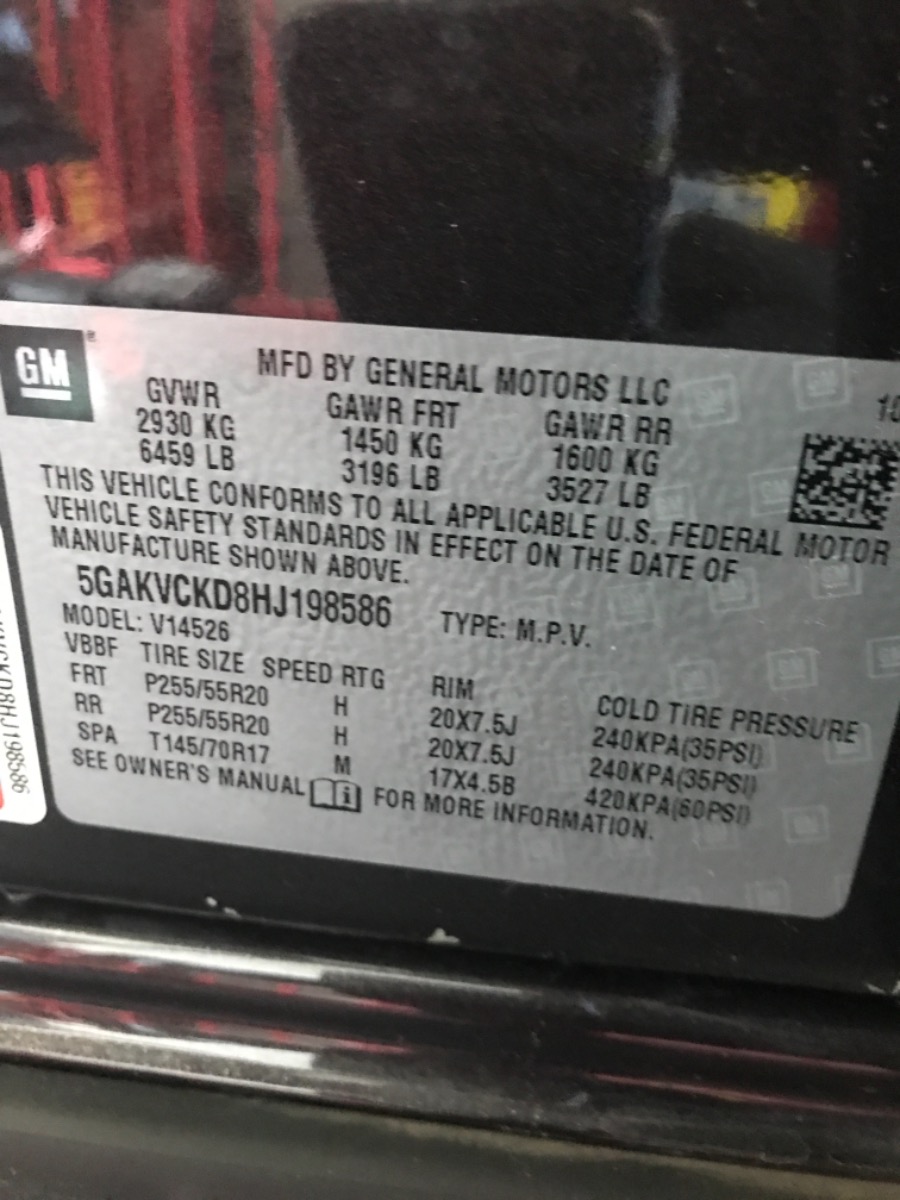 GM
MFD BY GENERAL MOTORS LLC
10
GVWR GAWR FRT GAWR RR
2930 KG 1450 KG 1600 KG
6459 LB 3196 LB 3527 LB
THIS VEHICLE CONFORMS TO ALL APPLICABLE U.S. FEDERAL MOTOR
VEHICLE SAFETY STANDARDS IN EFFECT ON THE DATE OF
MANUFACTURE SHOWN ABOVE.
5GAKVCKD8HJ198586 TYPE: M.P.V.
MODEL: V14526
VBBF TIRE SIZE SPEED RTG RIM COLD TIRE PRESSURE
FRT P255/55R20 H 20X7.5J 240KPA(35PSI)
RR P255/55R20 H 20X7.5J 240KPA(35PSI)
SPA T145/70R17 M 17X4.5B 420KPA(60PSI)
SEE OWNER'S MANUAL FOR MORE INFORMATION.
CKD8HJ198586